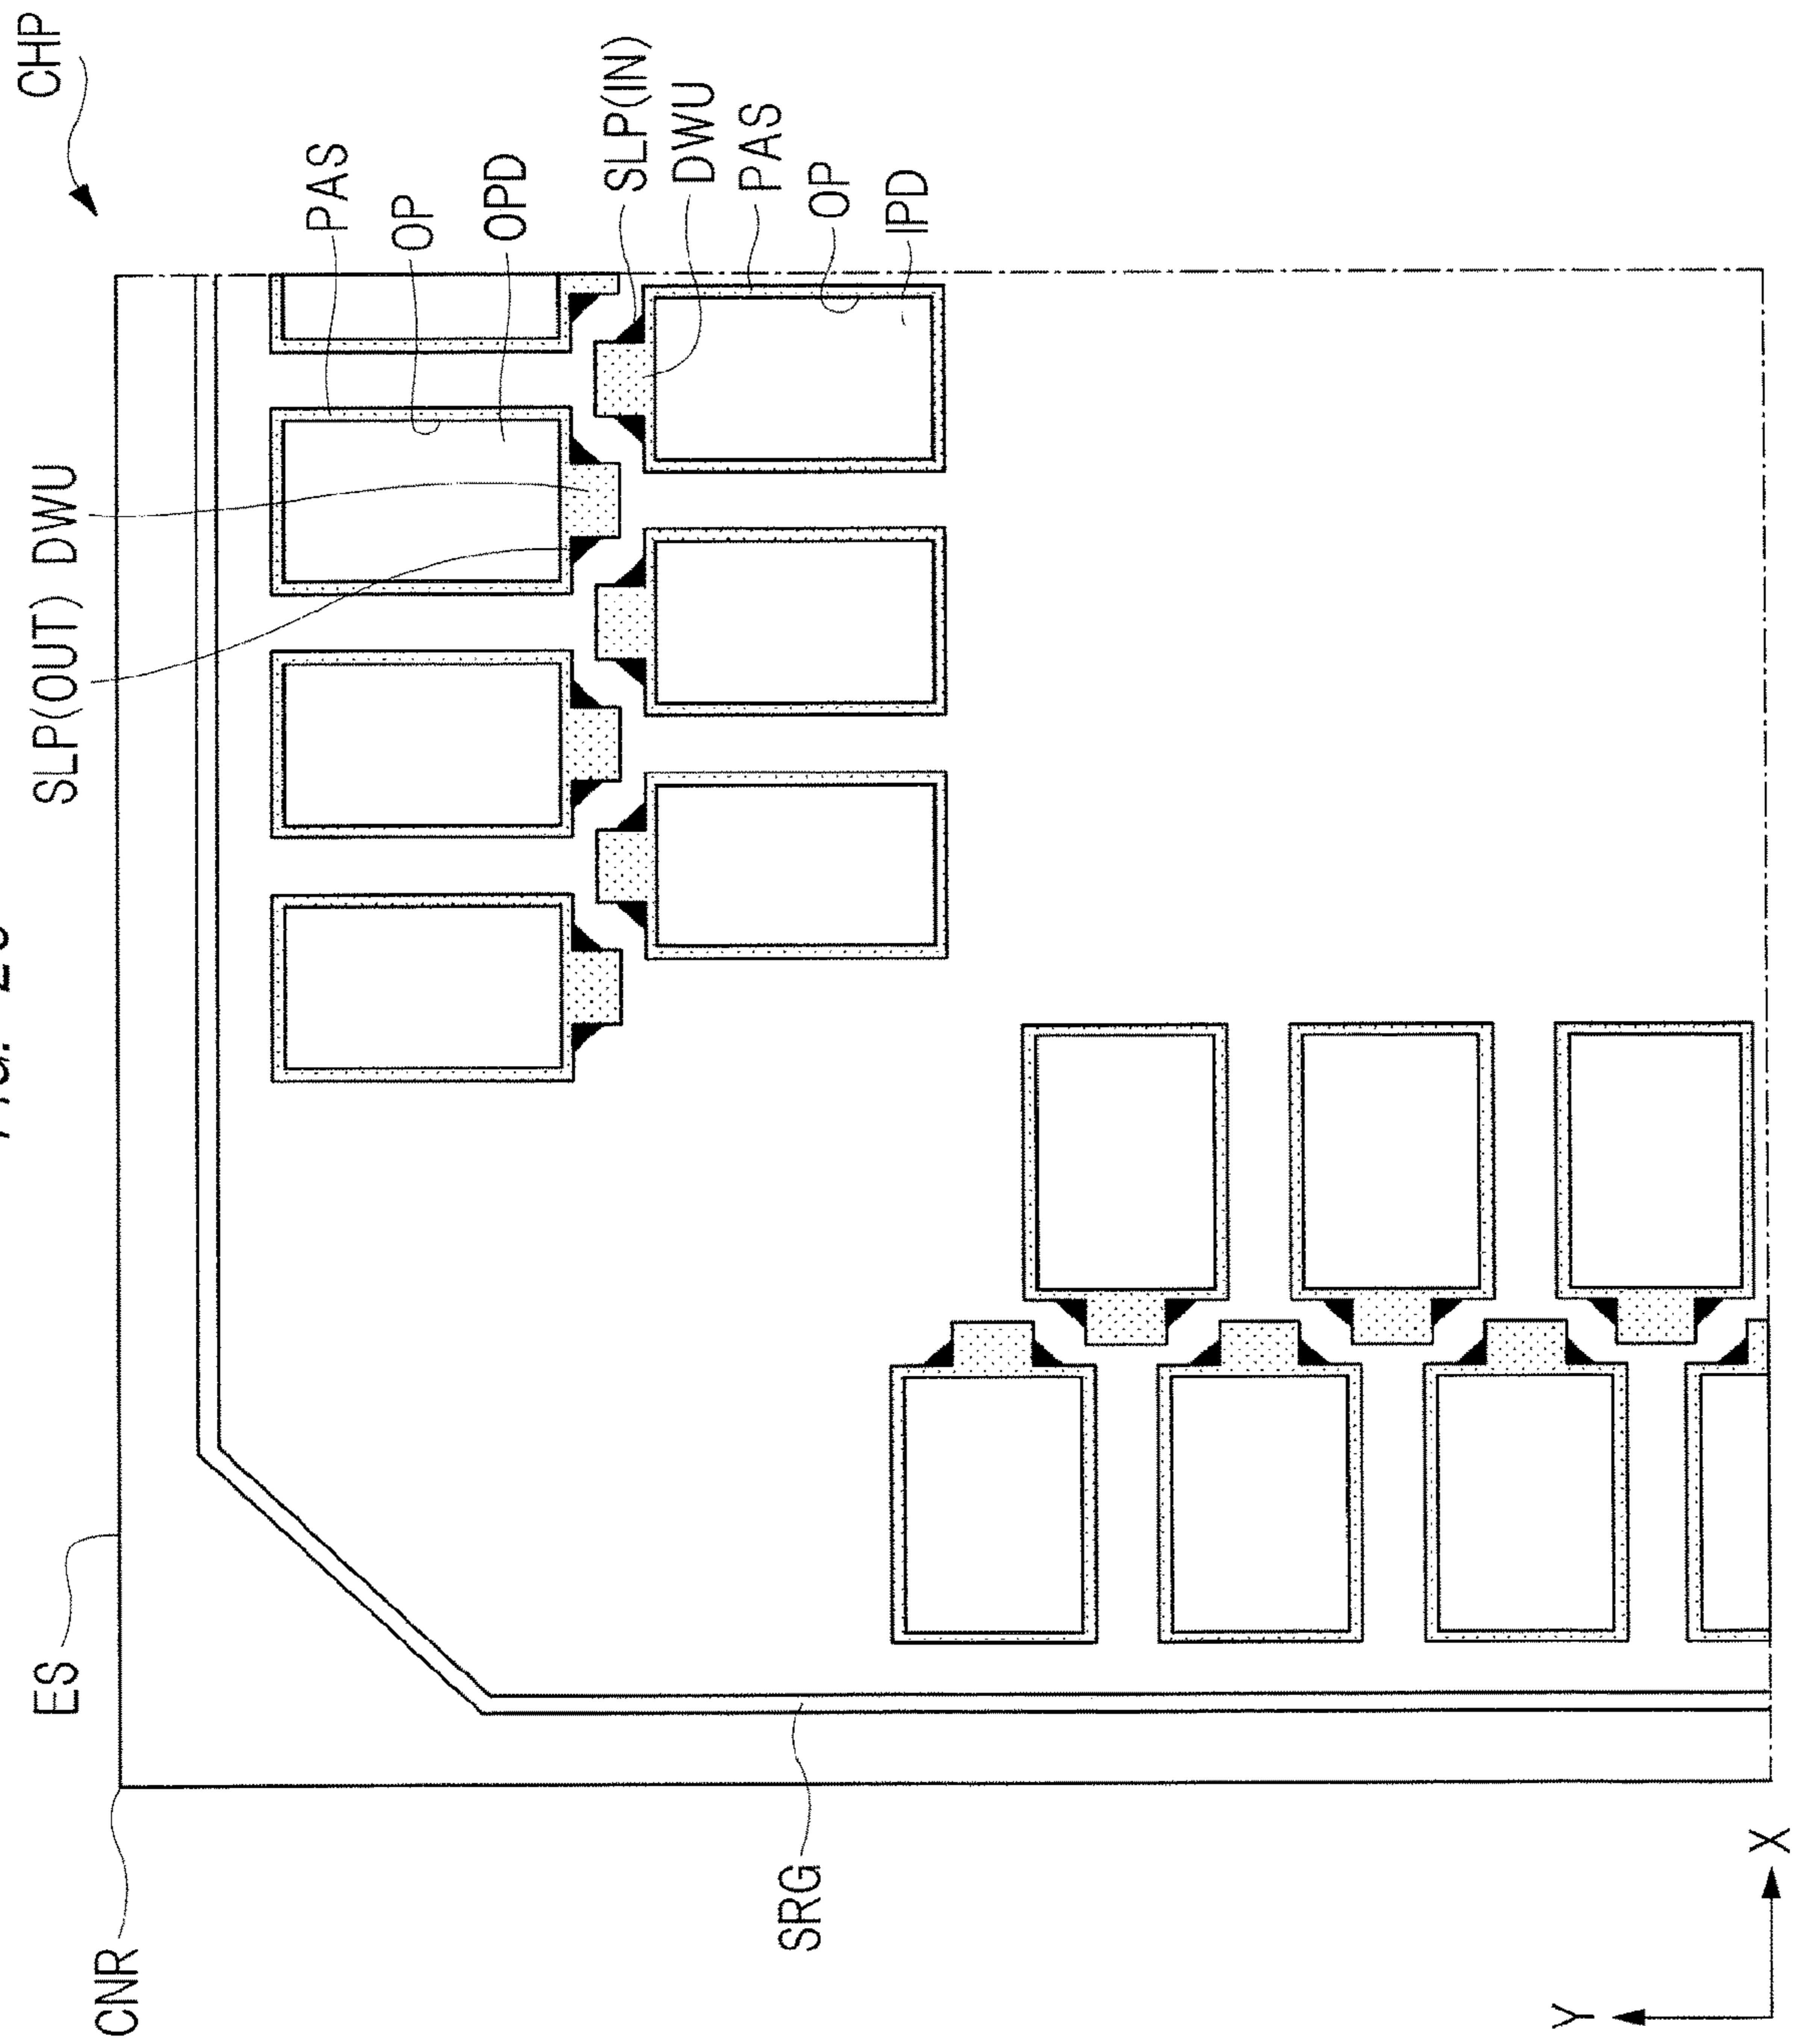 ES
SLP(OUT) DWU
CHP
CNR
PAS
OP
OPD
SLP(IN)
DWU
PAS
OP
IPD
SRG
Y
X